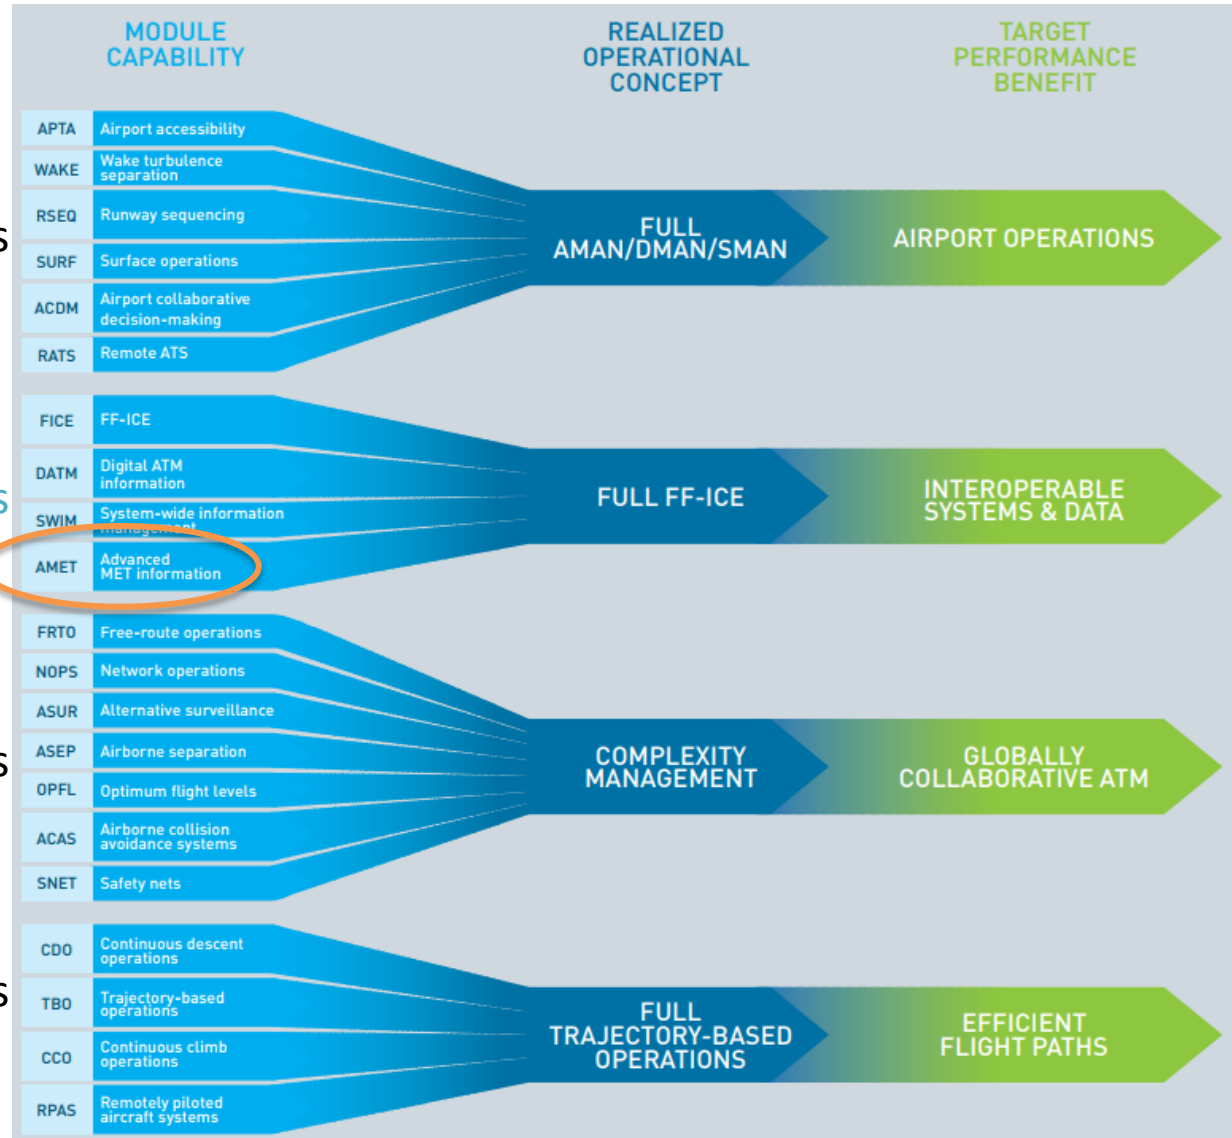 MODULE
CAPABILITY
REALIZED
OPERATIONAL
CONCEPT
TARGET
PERFORMANCE
BENEFIT
APTA Airport accessibility
WAKE Wake turbulence
separation
RSEQ Runway sequencing
s
SURF Surface operations
ACDM Airport collaborative
decision-making
RATS Remote ATS
FULL
AMAN/DMAN/SMAN
AIRPORT OPERATIONS
FICE FF-ICE
DATM Digital ATM
information
s
SWIM System-wide information
management
AMET Advanced
MET information
FULL FF-ICE
INTEROPERABLE
SYSTEMS & DATA
FRTO Free-route operations
NOPS Network operations
ASUR Alternative surveillance
ASEP Airborne separation
s
OPFL Optimum flight levels
ACAS Airborne collision
avoidance systems
SNET Safety nets
COMPLEXITY
MANAGEMENT
GLOBALLY
COLLABORATIVE ATM
CDO Continuous descent
operations
s
TBO Trajectory-based
operations
CCO Continuous climb
operations
RPAS Remotely piloted
aircraft systems
FULL
TRAJECTORY-BASED
OPERATIONS
EFFICIENT
FLIGHT PATHS